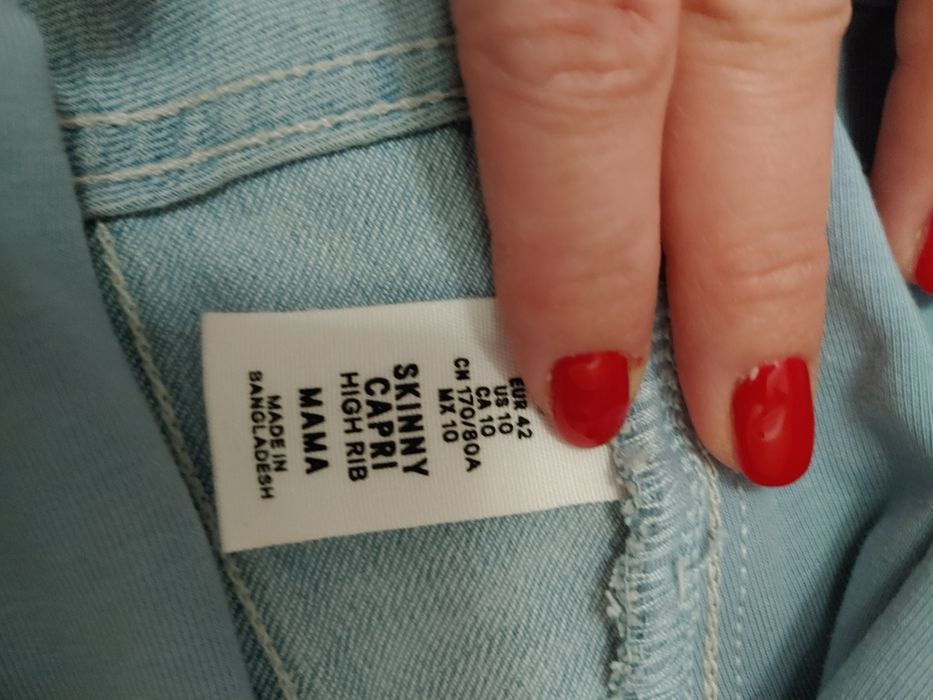 EUR 42
US 10
CA 10
CN 170/80A
MX 10
SKINNY
CAPRI
HIGH RIB
MAMA
MADE IN
BANGLADESH